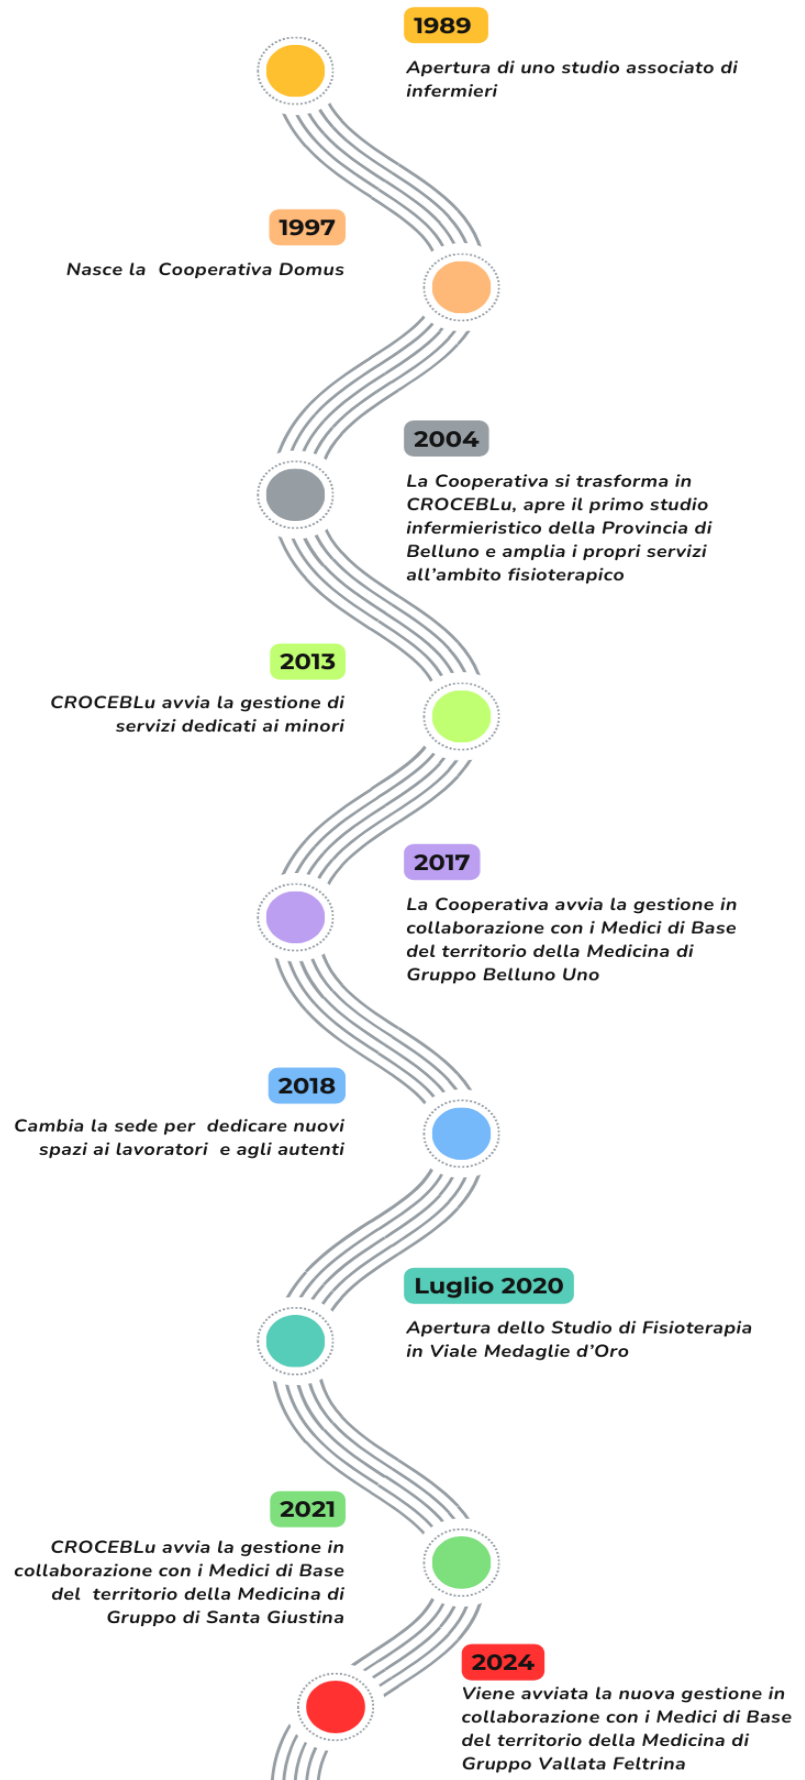 1989
Apertura di uno studio associato di
infermieri
1997
Nasce la  Cooperativa Domus
2004
La Cooperativa si trasforma in
CROCEBLu, apre il primo studio
infermieristico della Provincia di
Belluno e amplia i propri servizi
all'ambito fisioterapico
2013
CROCEBLu avvia la gestione di
servizi dedicati ai minori
2017
La Cooperativa avvia la gestione in
collaborazione con i Medici di Base
del territorio della Medicina di
Gruppo Belluno Uno
2018
Cambia la sede per  dedicare nuovi
spazi ai lavoratori  e agli autenti
Luglio 2020
Apertura dello Studio di Fisioterapia
in Viale Medaglie d'Oro
2021
CROCEBLu avvia la gestione in
collaborazione con i Medici di Base
del  territorio della Medicina di
Gruppo di Santa Giustina
2024
Viene avviata la nuova gestione in
collaborazione con i Medici di Base
del territorio della Medicina di
Gruppo Vallata Feltrina